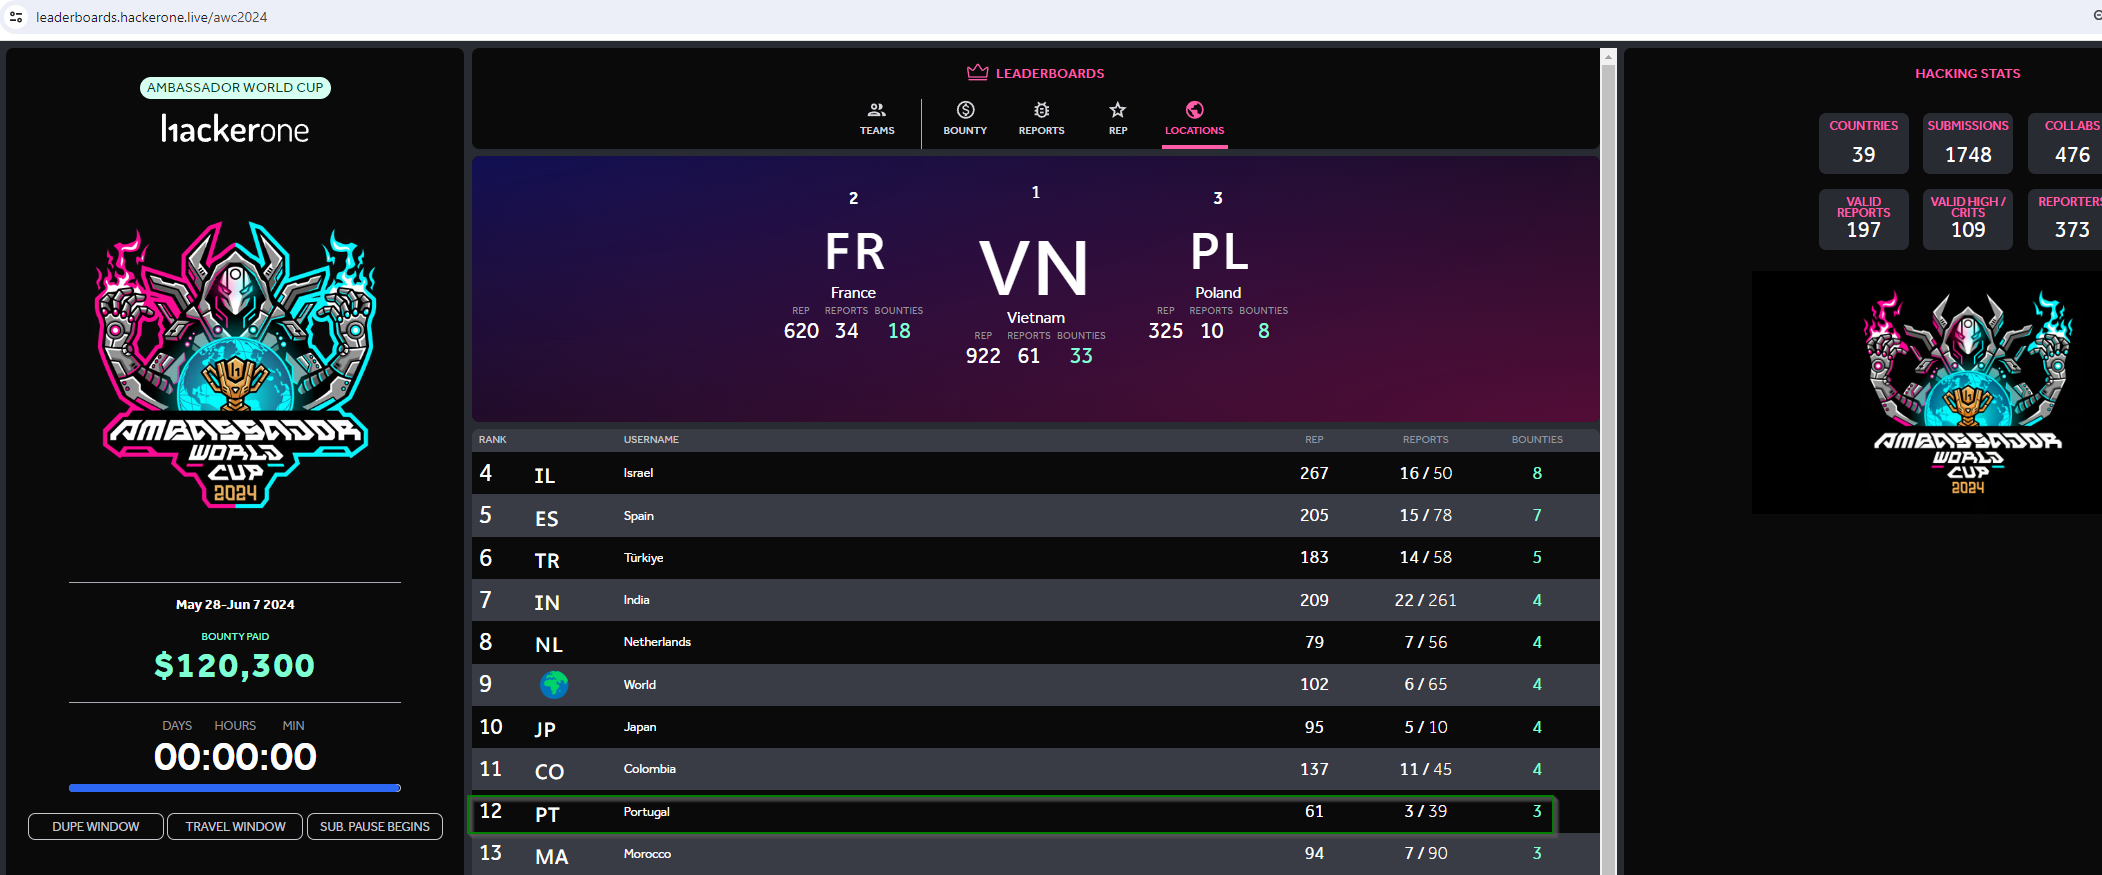 leaderboards.hackerone.live/awc2024
AMBASSADOR WORLD CUP
hackerone
AMBASSADOR
WORLD
CUP
2024
May 28-Jun 7 2024
BOUNTY PAID
$120,300
DAYS HOURS MIN
00:00:00
DUPE WINDOW TRAVEL WINDOW SUB. PAUSE BEGINS
LEADERBOARDS
TEAMS BOUNTY REPORTS REP LOCATIONS
2
FR
France
REP REPORTS BOUNTIES
620 34 18
1
VN
Vietnam
REP REPORTS BOUNTIES
922 61 33
3
PL
Poland
REP REPORTS BOUNTIES
325 10 8
RANK USERNAME REP REPORTS BOUNTIES
4 IL Israel 267 16 / 50 8
5 ES Spain 205 15 / 78 7
6 TR Türkiye 183 14 / 58 5
7 IN India 209 22 / 261 4
8 NL Netherlands 79 7 / 56 4
9 World 102 6 / 65 4
10 JP Japan 95 5 / 10 4
11 CO Colombia 137 11 / 45 4
12 PT Portugal 61 3 / 39 3
13 MA Morocco 94 7 / 90 3
HACKING STATS
COUNTRIES SUBMISSIONS COLLABS
39 1748 476
VALID REPORTS VALID HIGH / CRITS REPORTERS
197 109 373
AMBASSADOR
WORLD
CUP
2024